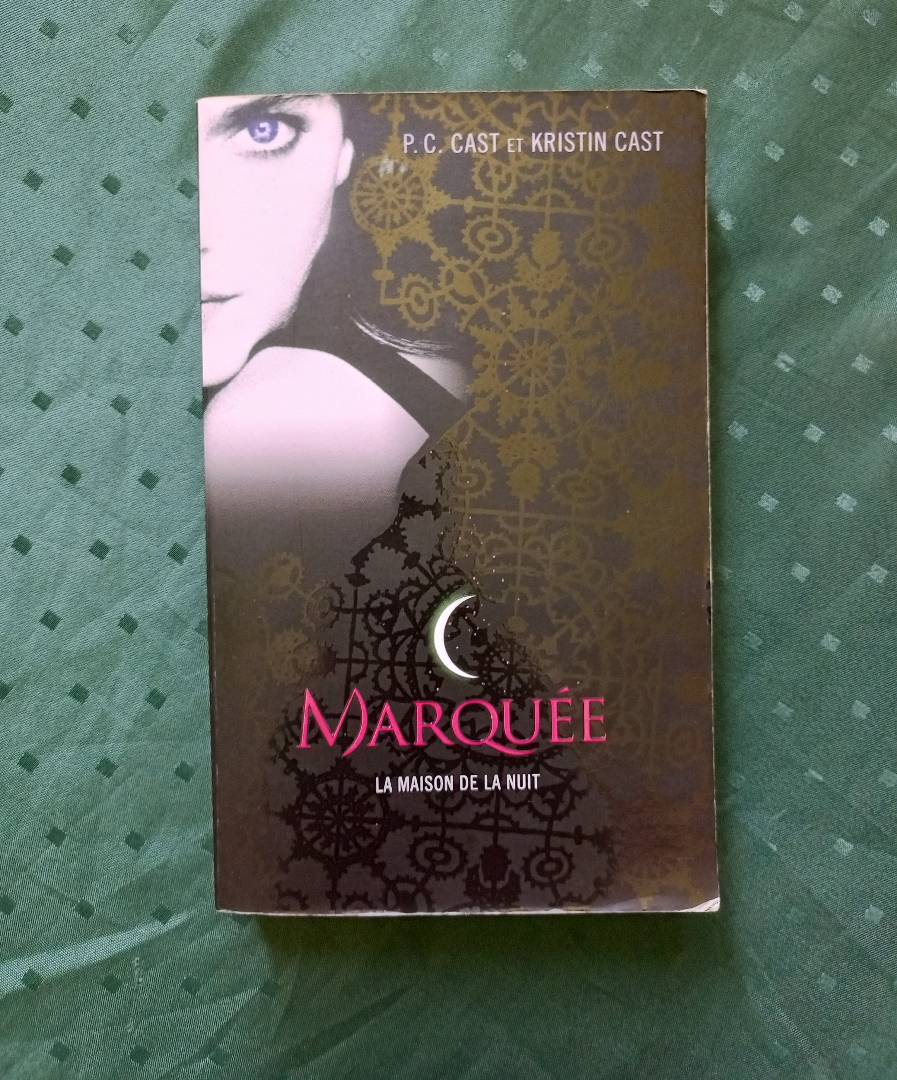 P. C. CAST ET KRISTIN CAST
MARQUÉE
LA MAISON DE LA NUIT